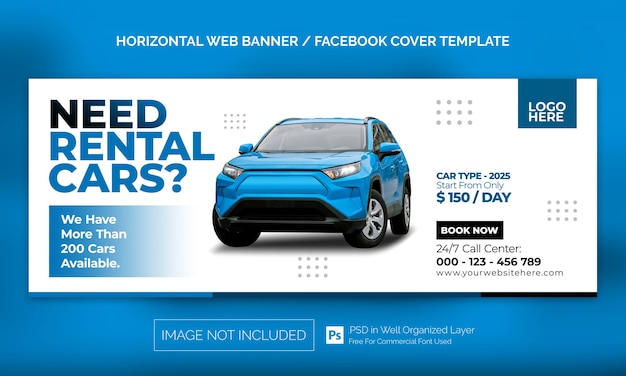 HORIZONTAL WEB BANNER / FACEBOOK COVER TEMPLATE
NEED
RENTAL
CARS?
We Have
More Than
200 Cars
Available.
LOGO
HERE
CAR TYPE - 2025
Start From Only
$ 150 / DAY
BOOK NOW
24/7 Call Center:
000 - 123 - 456 789
www.yourwebsitehere.com
IMAGE NOT INCLUDED
Ps
PSD in Well Organized Layer
Free For Commercial Font Used